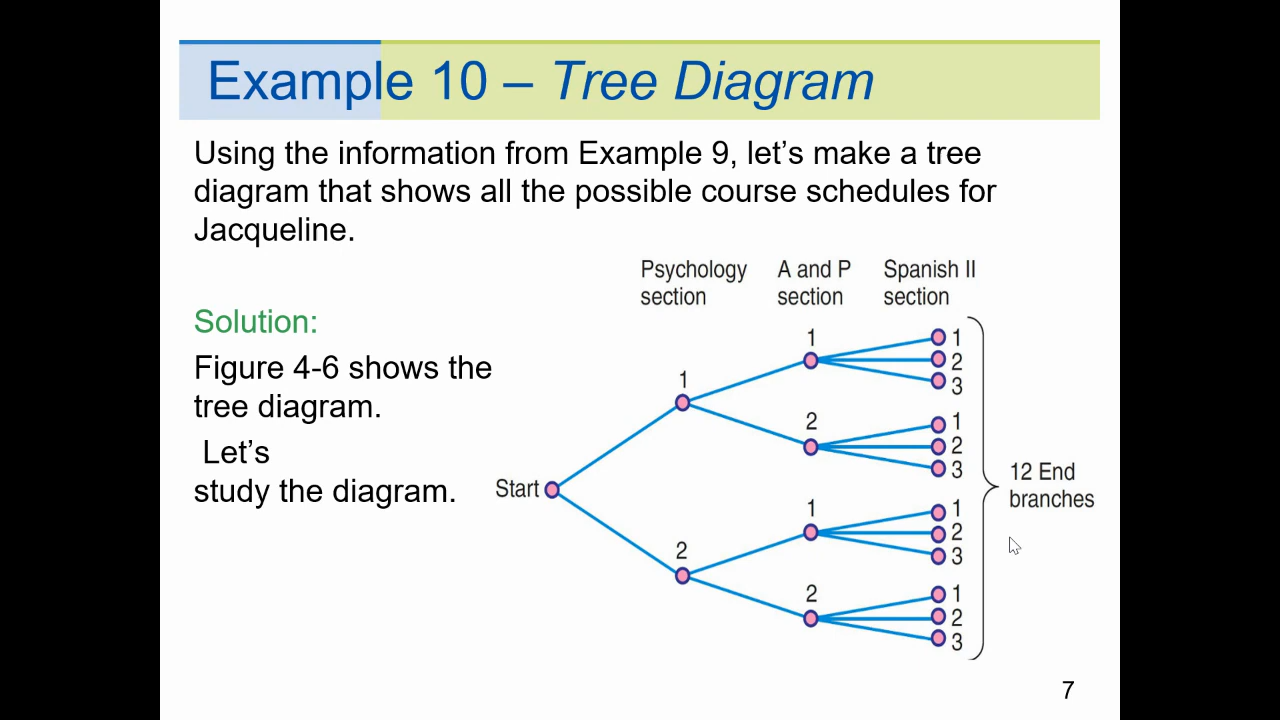 Example 10 – Tree Diagram
Using the information from Example 9, let’s make a tree
diagram that shows all the possible course schedules for
Jacqueline.
Solution:
Figure 4-6 shows the
tree diagram.
Let’s
study the diagram.
Psychology
section
A and P
section
Spanish II
section
Start
1
2
1
2
1
2
1
2
3
1
2
3
1
2
3
1
2
3
12 End
branches
7